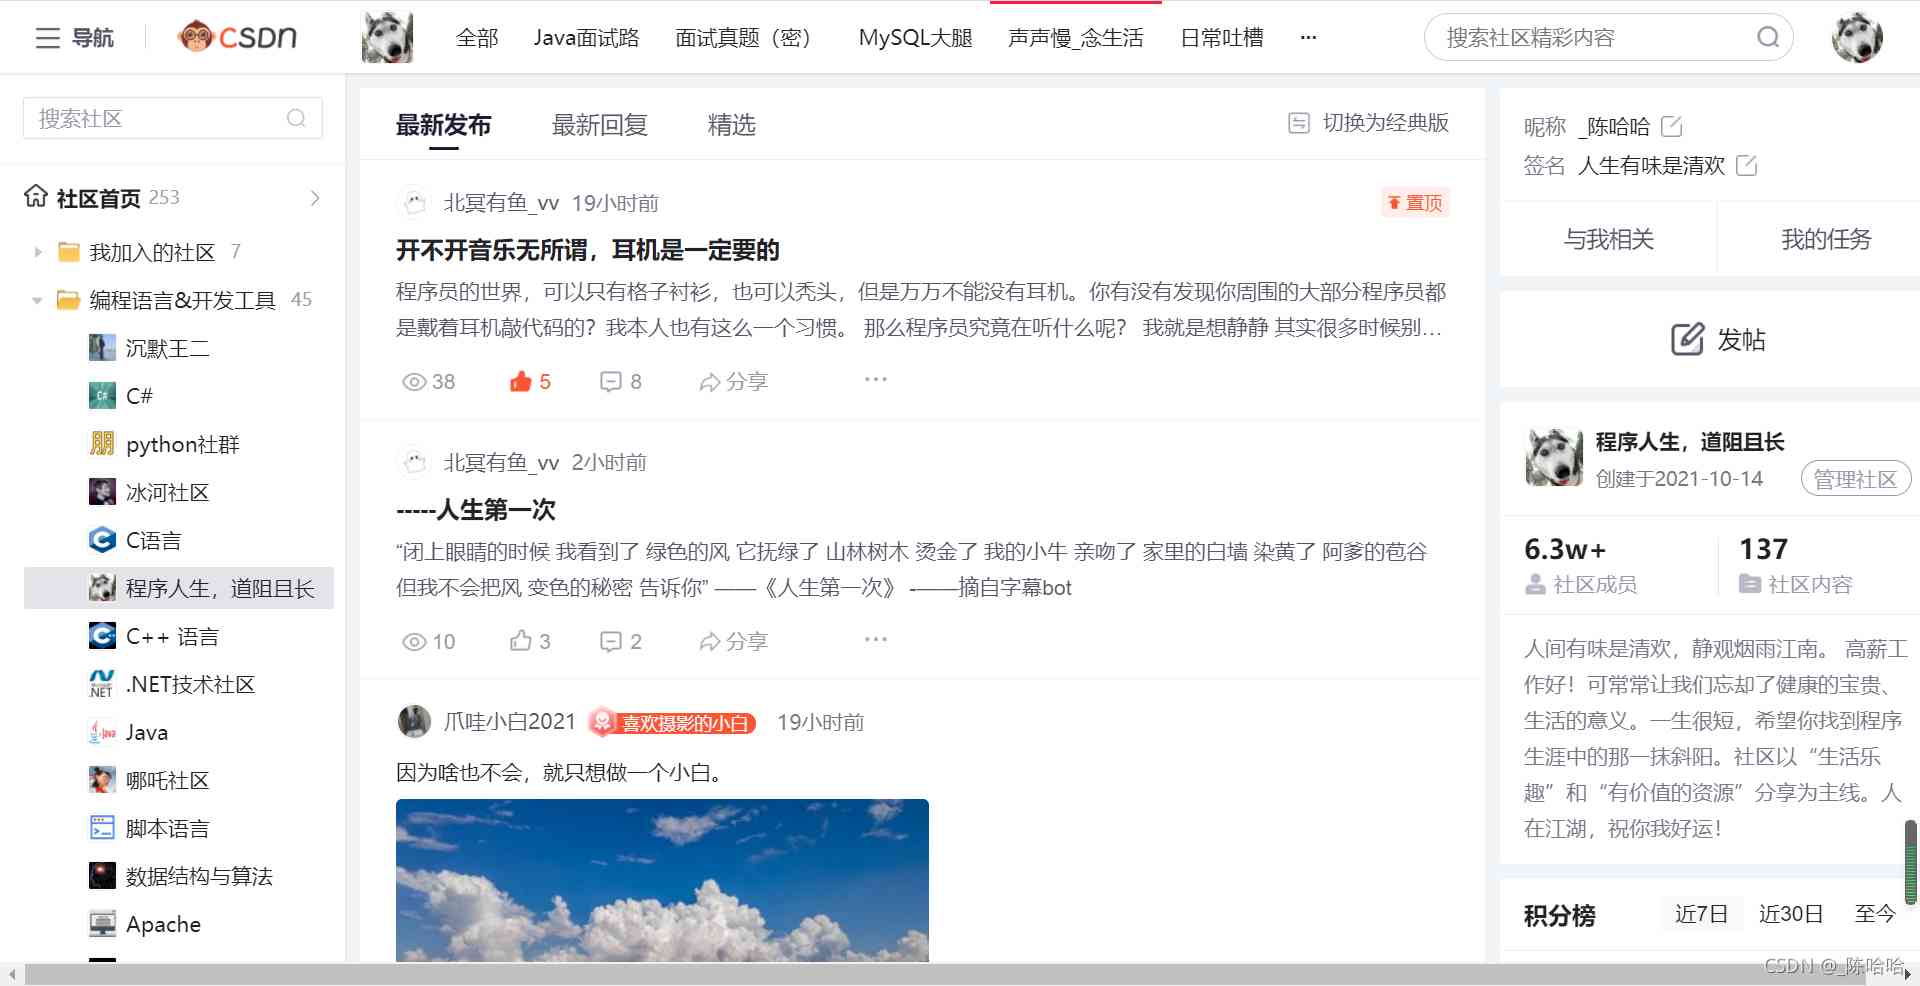 导航
CSDN
全部
Java面试路
面试真题（密）
MySQL大腿
声声慢_念生活
日常吐槽
···
搜索社区精彩内容
搜索社区
社区首页 253
我加入的社区 7
编程语言&开发工具 45
沉默王二
C#
python社群
冰河社区
C语言
程序人生，道阻且长
C++ 语言
.NET技术社区
Java
哪吒社区
脚本语言
数据结构与算法
Apache
最新发布
最新回复
精选
切换为经典版
北冥有鱼_vv 19小时前
置顶
开不开音乐无所谓，耳机是一定要的
程序员的世界，可以只有格子衬衫，也可以秃头，但是万万不能没有耳机。你有没有发现你周围的大部分程序员都
是戴着耳机敲代码的？我本人也有这么一个习惯。 那么程序员究竟在听什么呢？ 我就是想静静 其实很多时候别…
38 5 8 分享 ···
北冥有鱼_vv 2小时前
-----人生第一次
“闭上眼睛的时候 我看到了 绿色的风 它抚绿了 山林树木 烫金了 我的小牛 亲吻了 家里的白墙 染黄了 阿爹的苞谷
但我不会把风 变色的秘密 告诉你” ——《人生第一次》 -——摘自字幕bot
10 3 2 分享 ···
爪哇小白2021 喜欢摄影的小白 19小时前
因为啥也不会，就只想做一个小白。
昵称 _陈哈哈
签名 人生有味是清欢
与我相关
我的任务
发帖
程序人生，道阻且长
创建于2021-10-14
管理社区
6.3w+
社区成员
137
社区内容
人间有味是清欢，静观烟雨江南。 高薪工
作好！可常常让我们忘却了健康的宝贵、
生活的意义。一生很短，希望你找到程序
生涯中的那一抹斜阳。社区以“生活乐
趣”和“有价值的资源”分享为主线。人
在江湖，祝你我好运！
积分榜
近7日
近30日
至今
CSDN @_陈哈哈